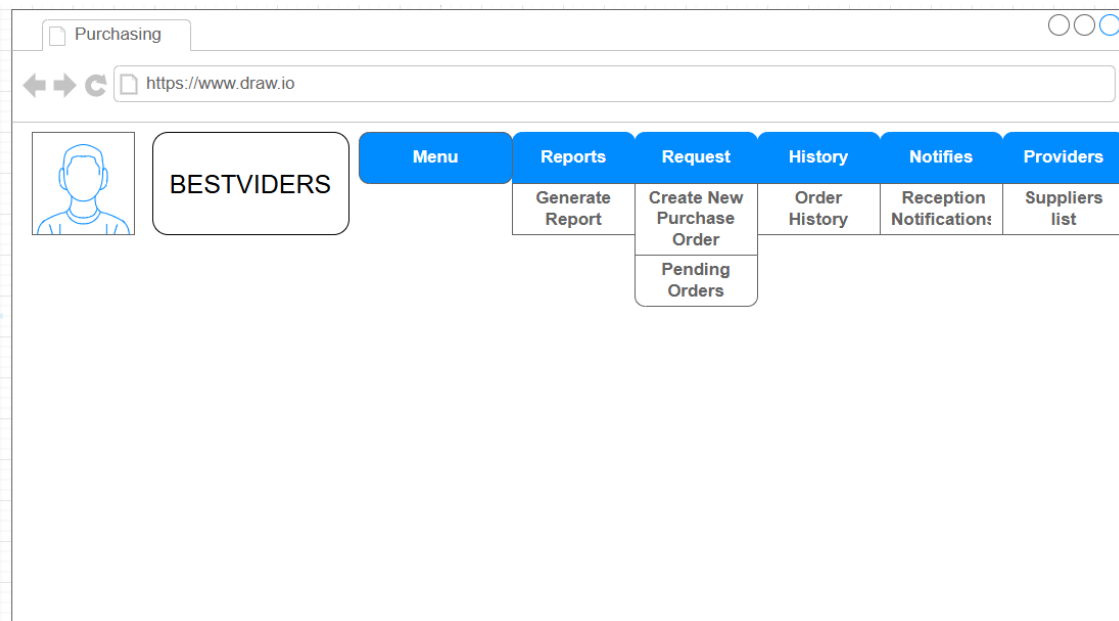 Purchasing
https://www.draw.io
BESTVIDERS
Menu
Reports
Request
History
Notifies
Providers
Generate
Report
Create New
Purchase
Order
Pending
Orders
Order
History
Reception
Notifications
Suppliers
list